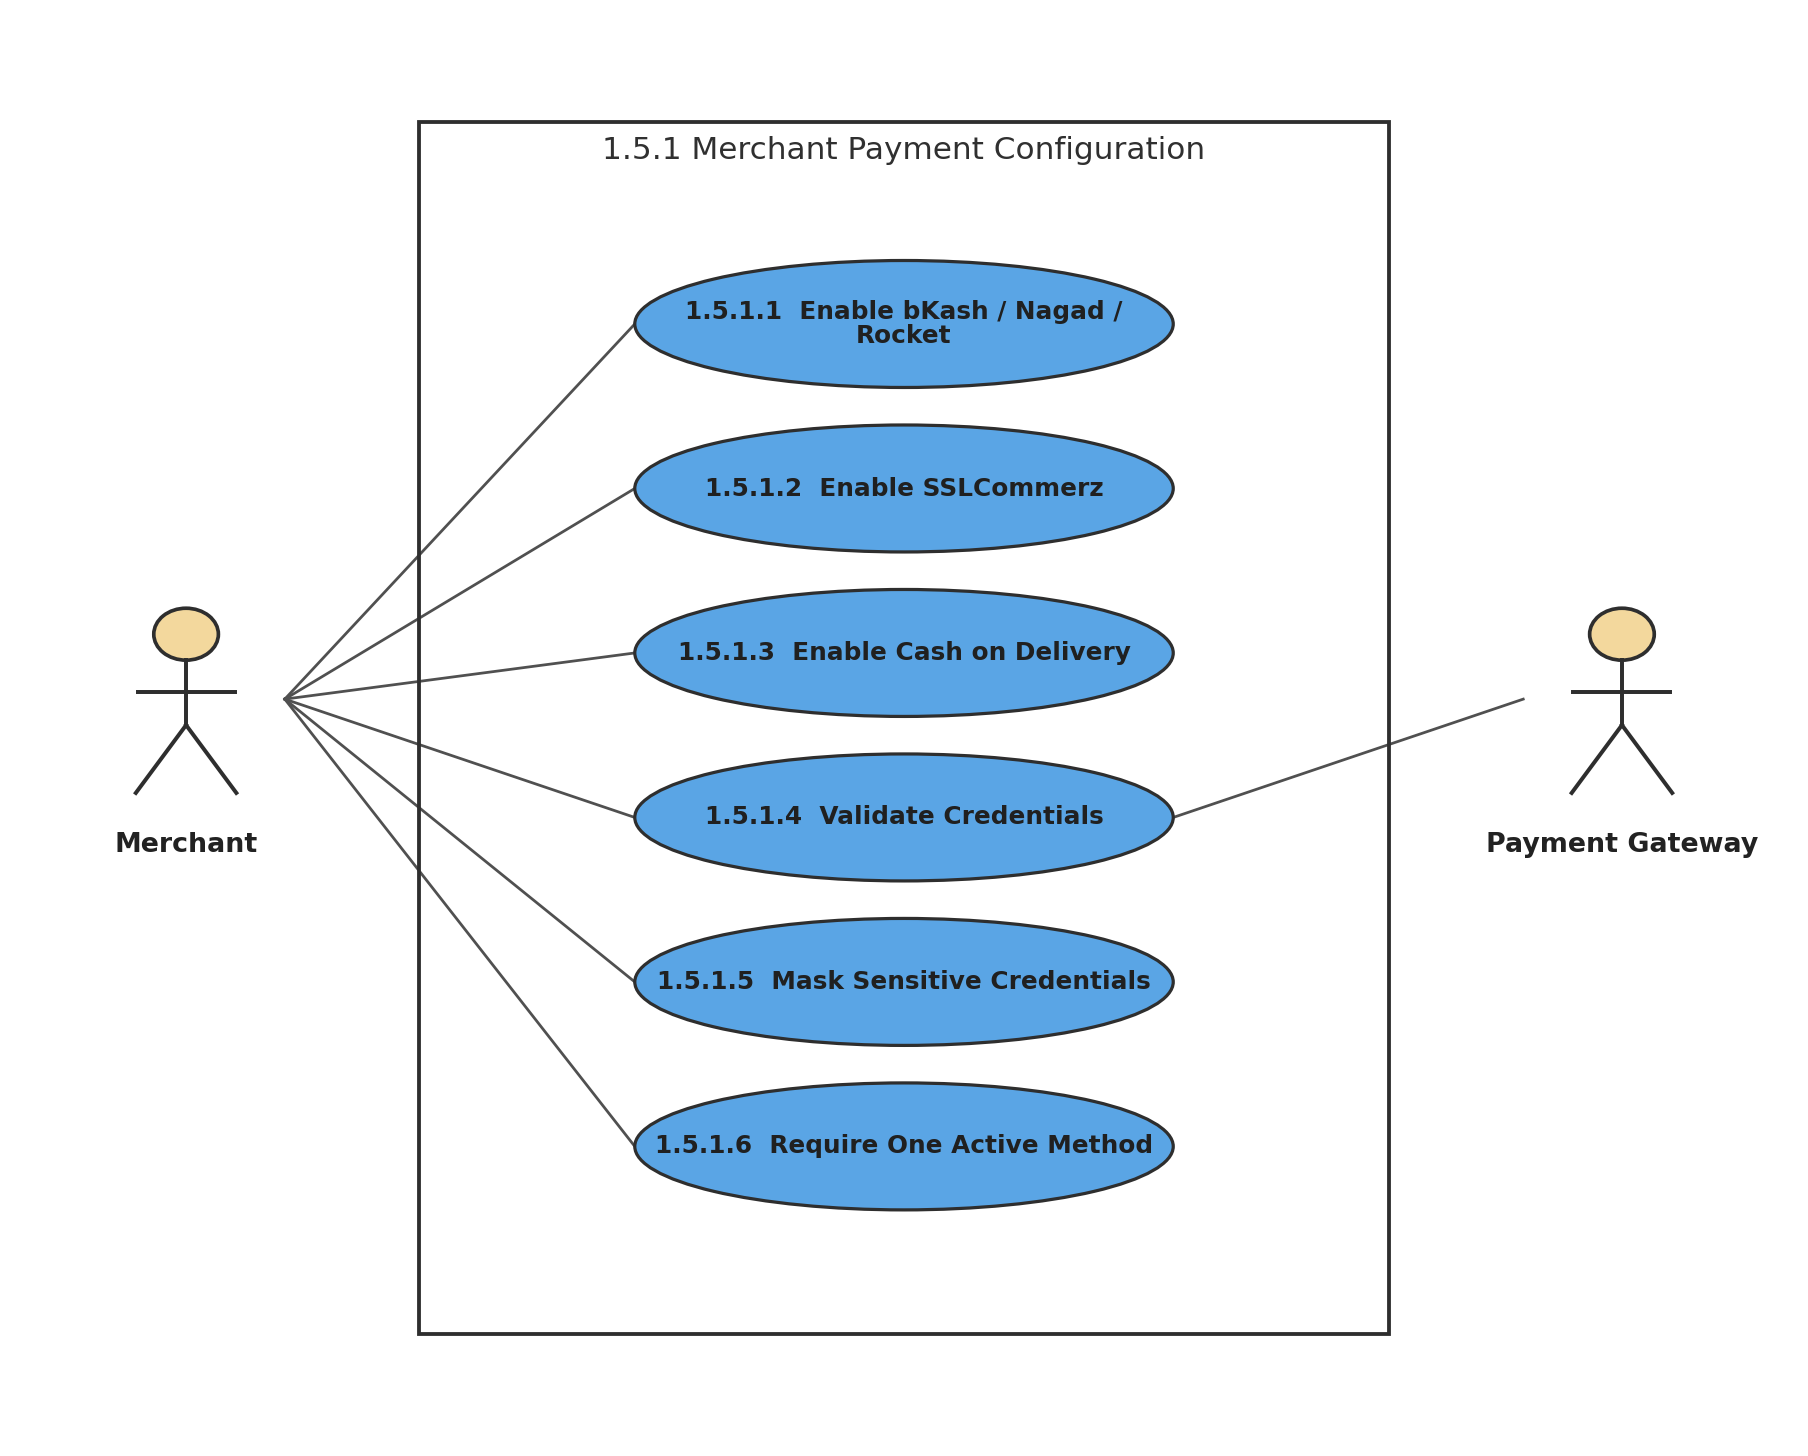 1.5.1 Merchant Payment Configuration
1.5.1.1  Enable bKash / Nagad /
Rocket
1.5.1.2  Enable SSLCommerz
1.5.1.3  Enable Cash on Delivery
1.5.1.4  Validate Credentials
Merchant
Payment Gateway
1.5.1.5  Mask Sensitive Credentials
1.5.1.6  Require One Active Method